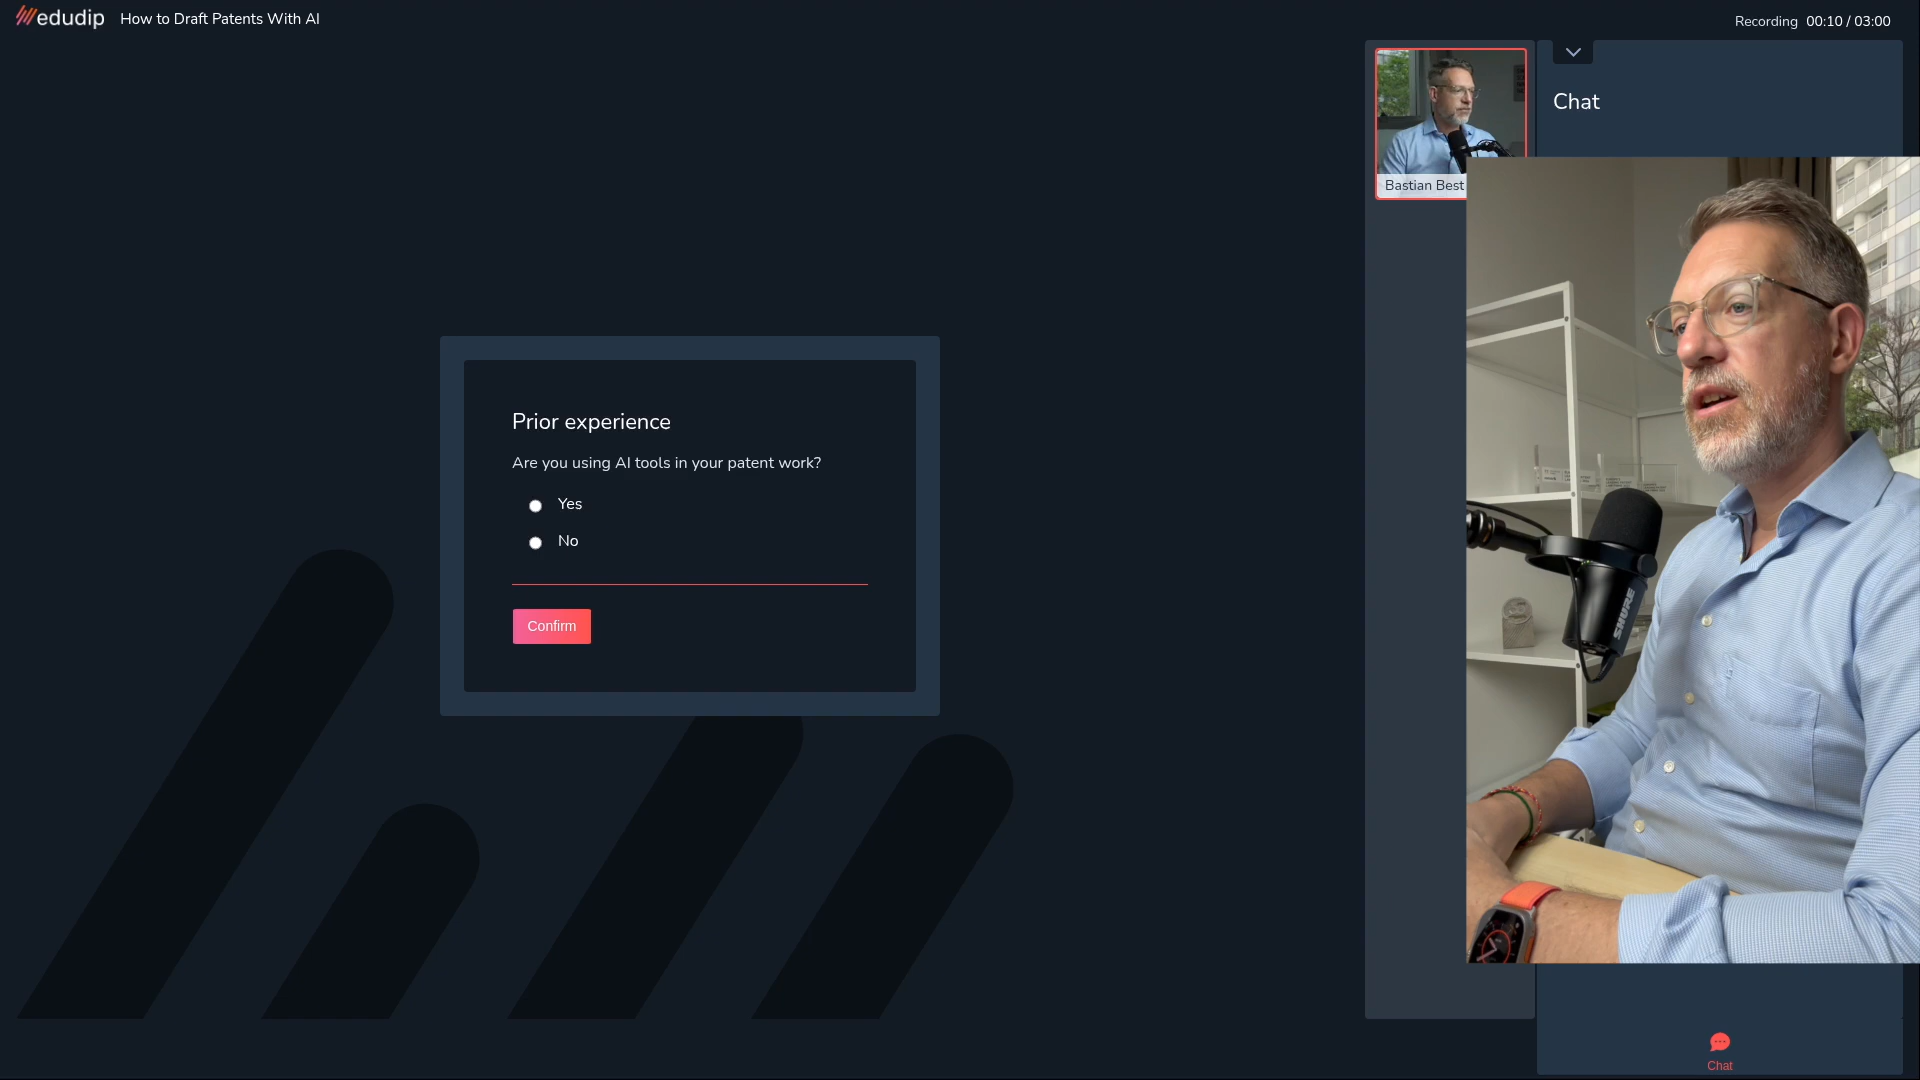 edudip
How to Draft Patents With AI
Recording 00:10 / 03:00
Chat
Bastian Best
Prior experience
Are you using AI tools in your patent work?
Yes
No
Confirm
SHURE
Chat